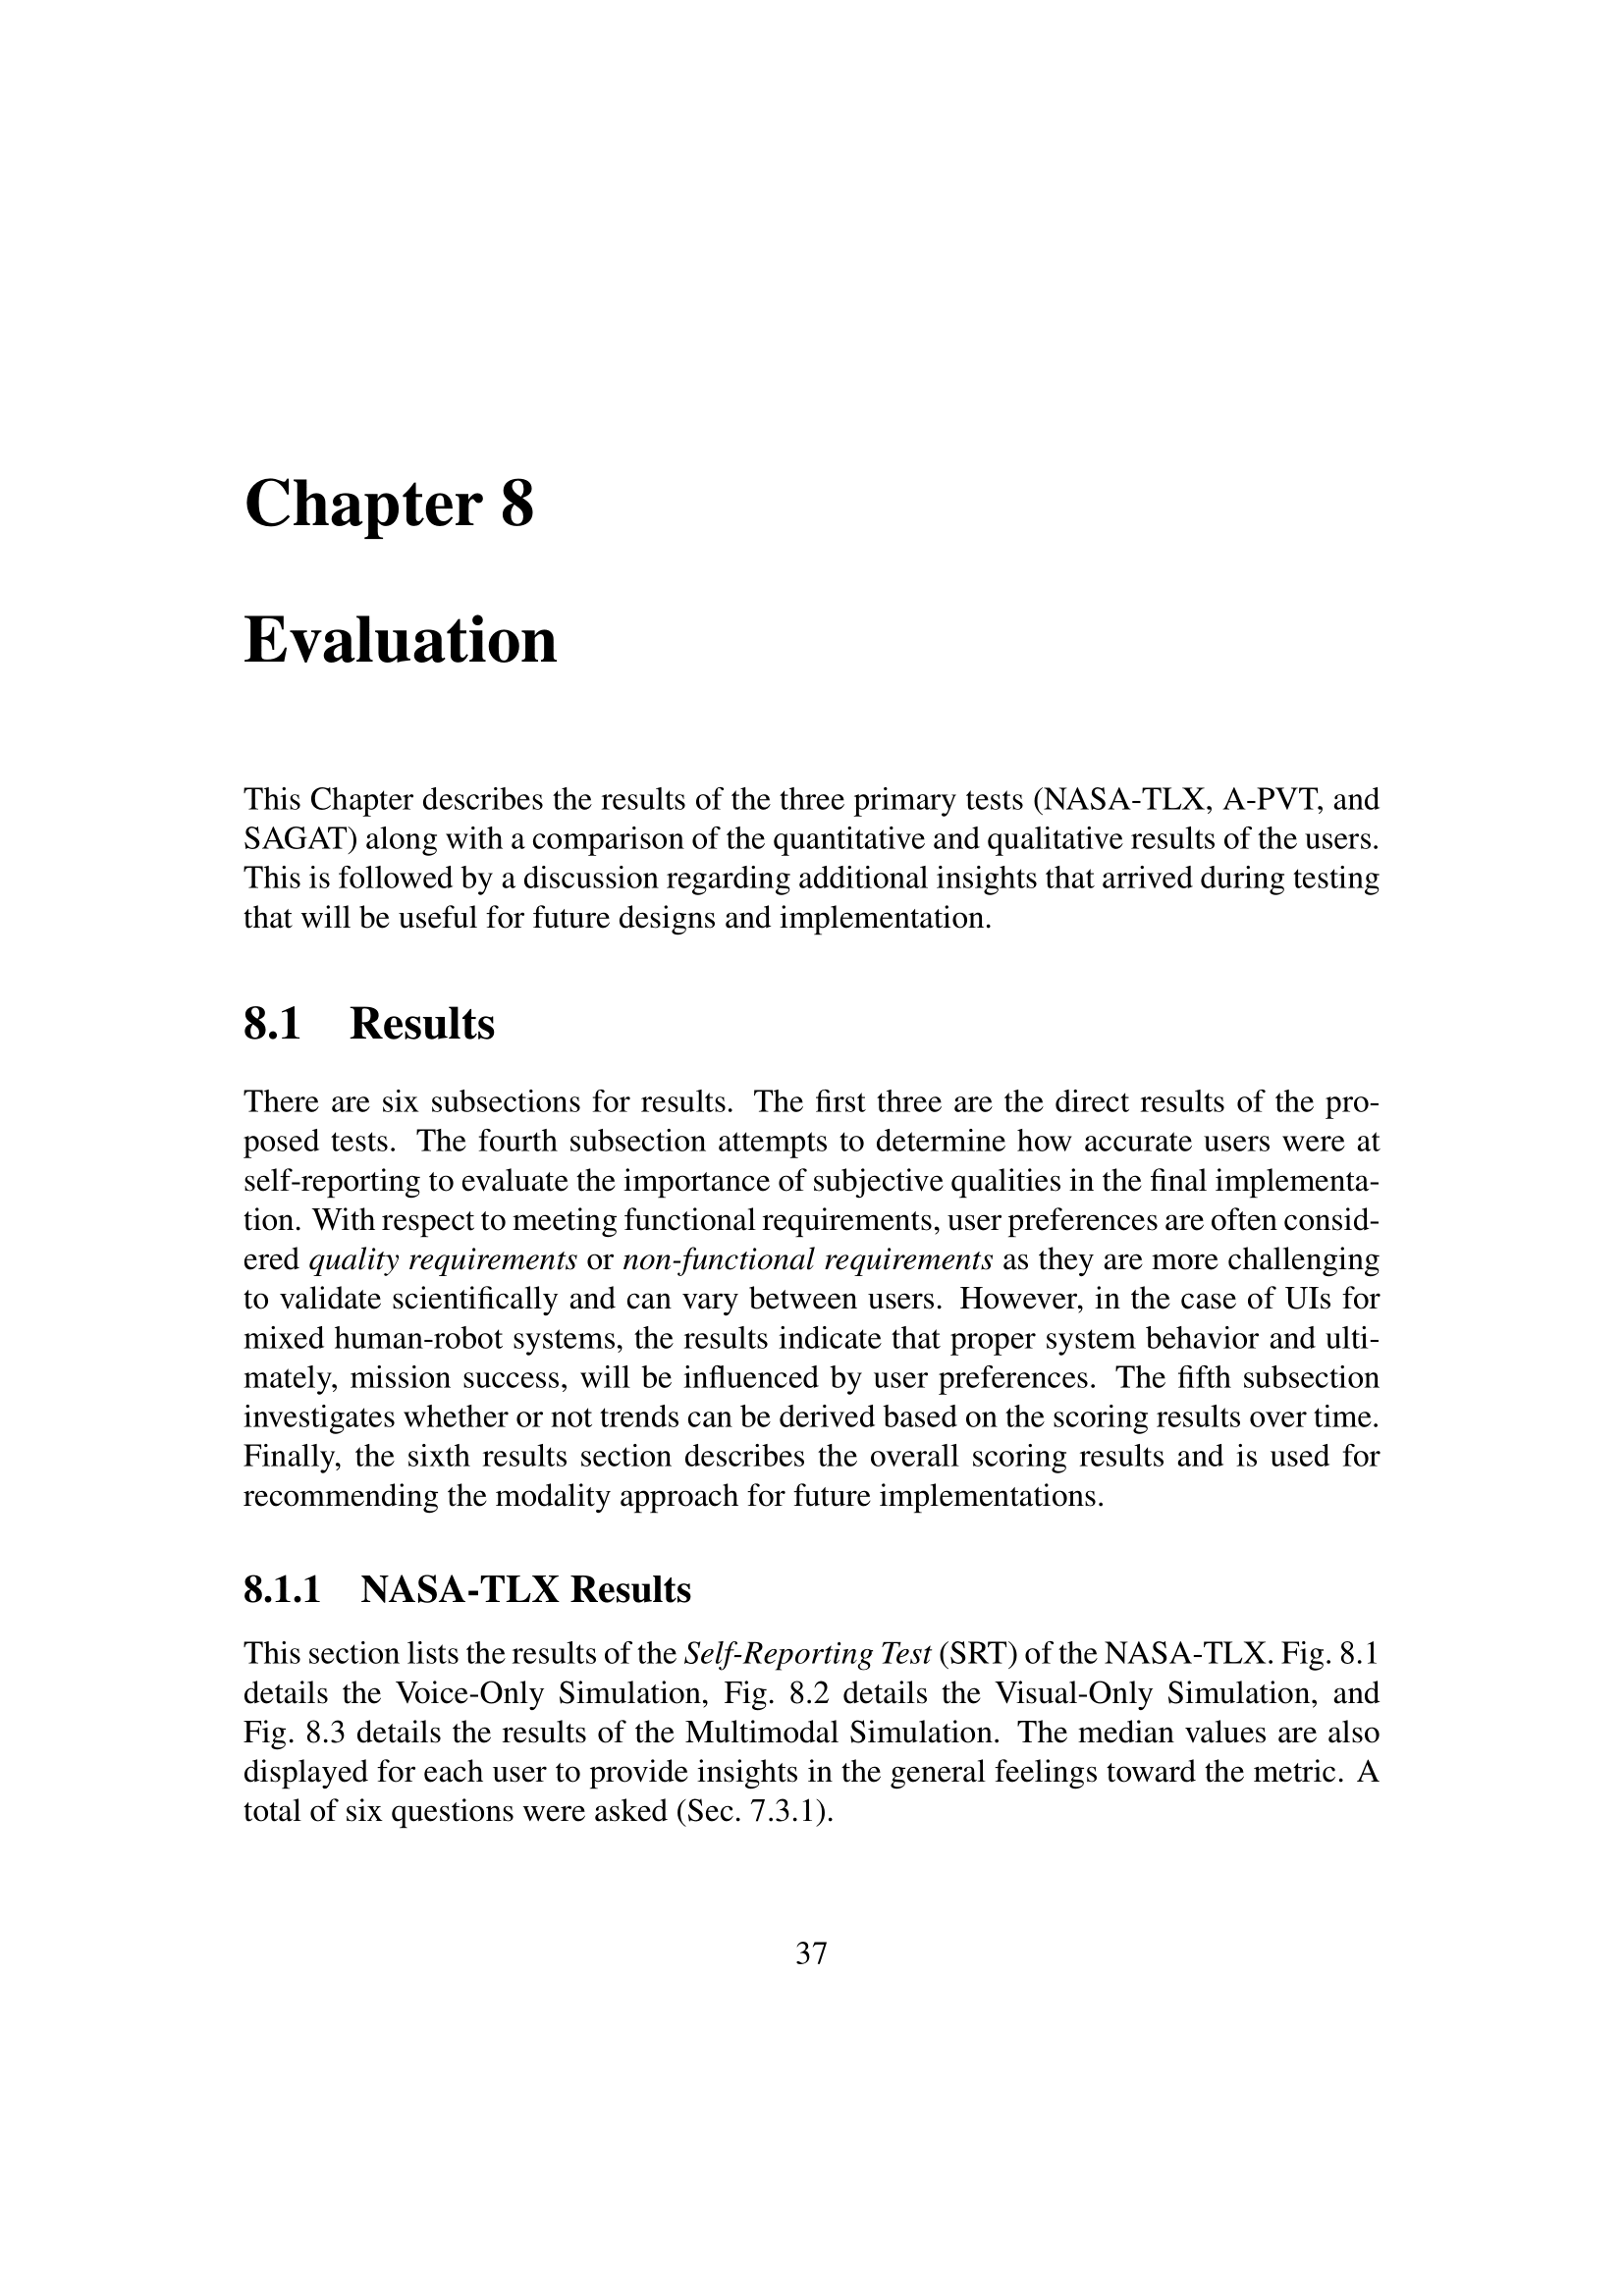 Chapter 8
Evaluation
This Chapter describes the results of the three primary tests (NASA-TLX, A-PVT, and
SAGAT) along with a comparison of the quantitative and qualitative results of the users.
This is followed by a discussion regarding additional insights that arrived during testing
that will be useful for future designs and implementation.
8.1 Results
There are six subsections for results. The first three are the direct results of the pro-
posed tests. The fourth subsection attempts to determine how accurate users were at
self-reporting to evaluate the importance of subjective qualities in the final implementa-
tion. With respect to meeting functional requirements, user preferences are often consid-
ered quality requirements or non-functional requirements as they are more challenging
to validate scientifically and can vary between users. However, in the case of UIs for
mixed human-robot systems, the results indicate that proper system behavior and ulti-
mately, mission success, will be influenced by user preferences. The fifth subsection
investigates whether or not trends can be derived based on the scoring results over time.
Finally, the sixth results section describes the overall scoring results and is used for
recommending the modality approach for future implementations.
8.1.1 NASA-TLX Results
This section lists the results of the Self-Reporting Test (SRT) of the NASA-TLX. Fig. 8.1
details the Voice-Only Simulation, Fig. 8.2 details the Visual-Only Simulation, and
Fig. 8.3 details the results of the Multimodal Simulation. The median values are also
displayed for each user to provide insights in the general feelings toward the metric. A
total of six questions were asked (Sec. 7.3.1).
37